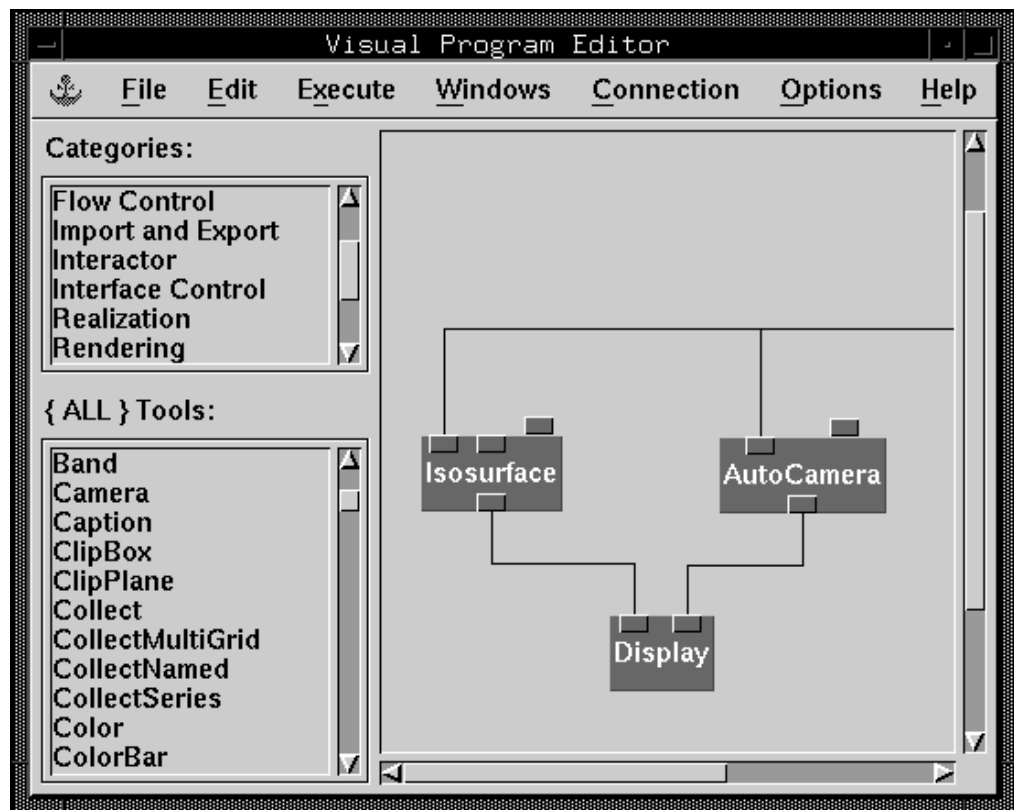 Visual Program Editor
File Edit Execute Windows Connection Options Help
Categories:
Flow Control
Import and Export
Interactor
Interface Control
Realization
Rendering
{ ALL } Tools:
Band
Camera
Caption
ClipBox
ClipPlane
Collect
CollectMultiGrid
CollectNamed
CollectSeries
Color
ColorBar
Isosurface
AutoCamera
Display